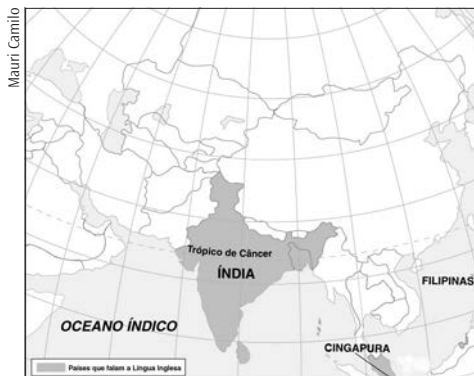 Mauri Camilo
Trópico de Câncer
ÍNDIA
FILIPINAS
OCEANO ÍNDICO
CINGAPURA
Países que falam a Língua Inglesa